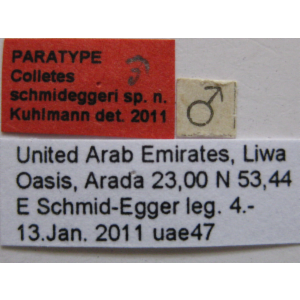 PARATYPE
Colletes ♂
schmideggeri sp. n.
Kuhlmann det. 2011
♂
United Arab Emirates, Liwa
Oasis, Arada 23,00 N 53,44
E Schmid-Egger leg. 4.-
13.Jan. 2011 uae47